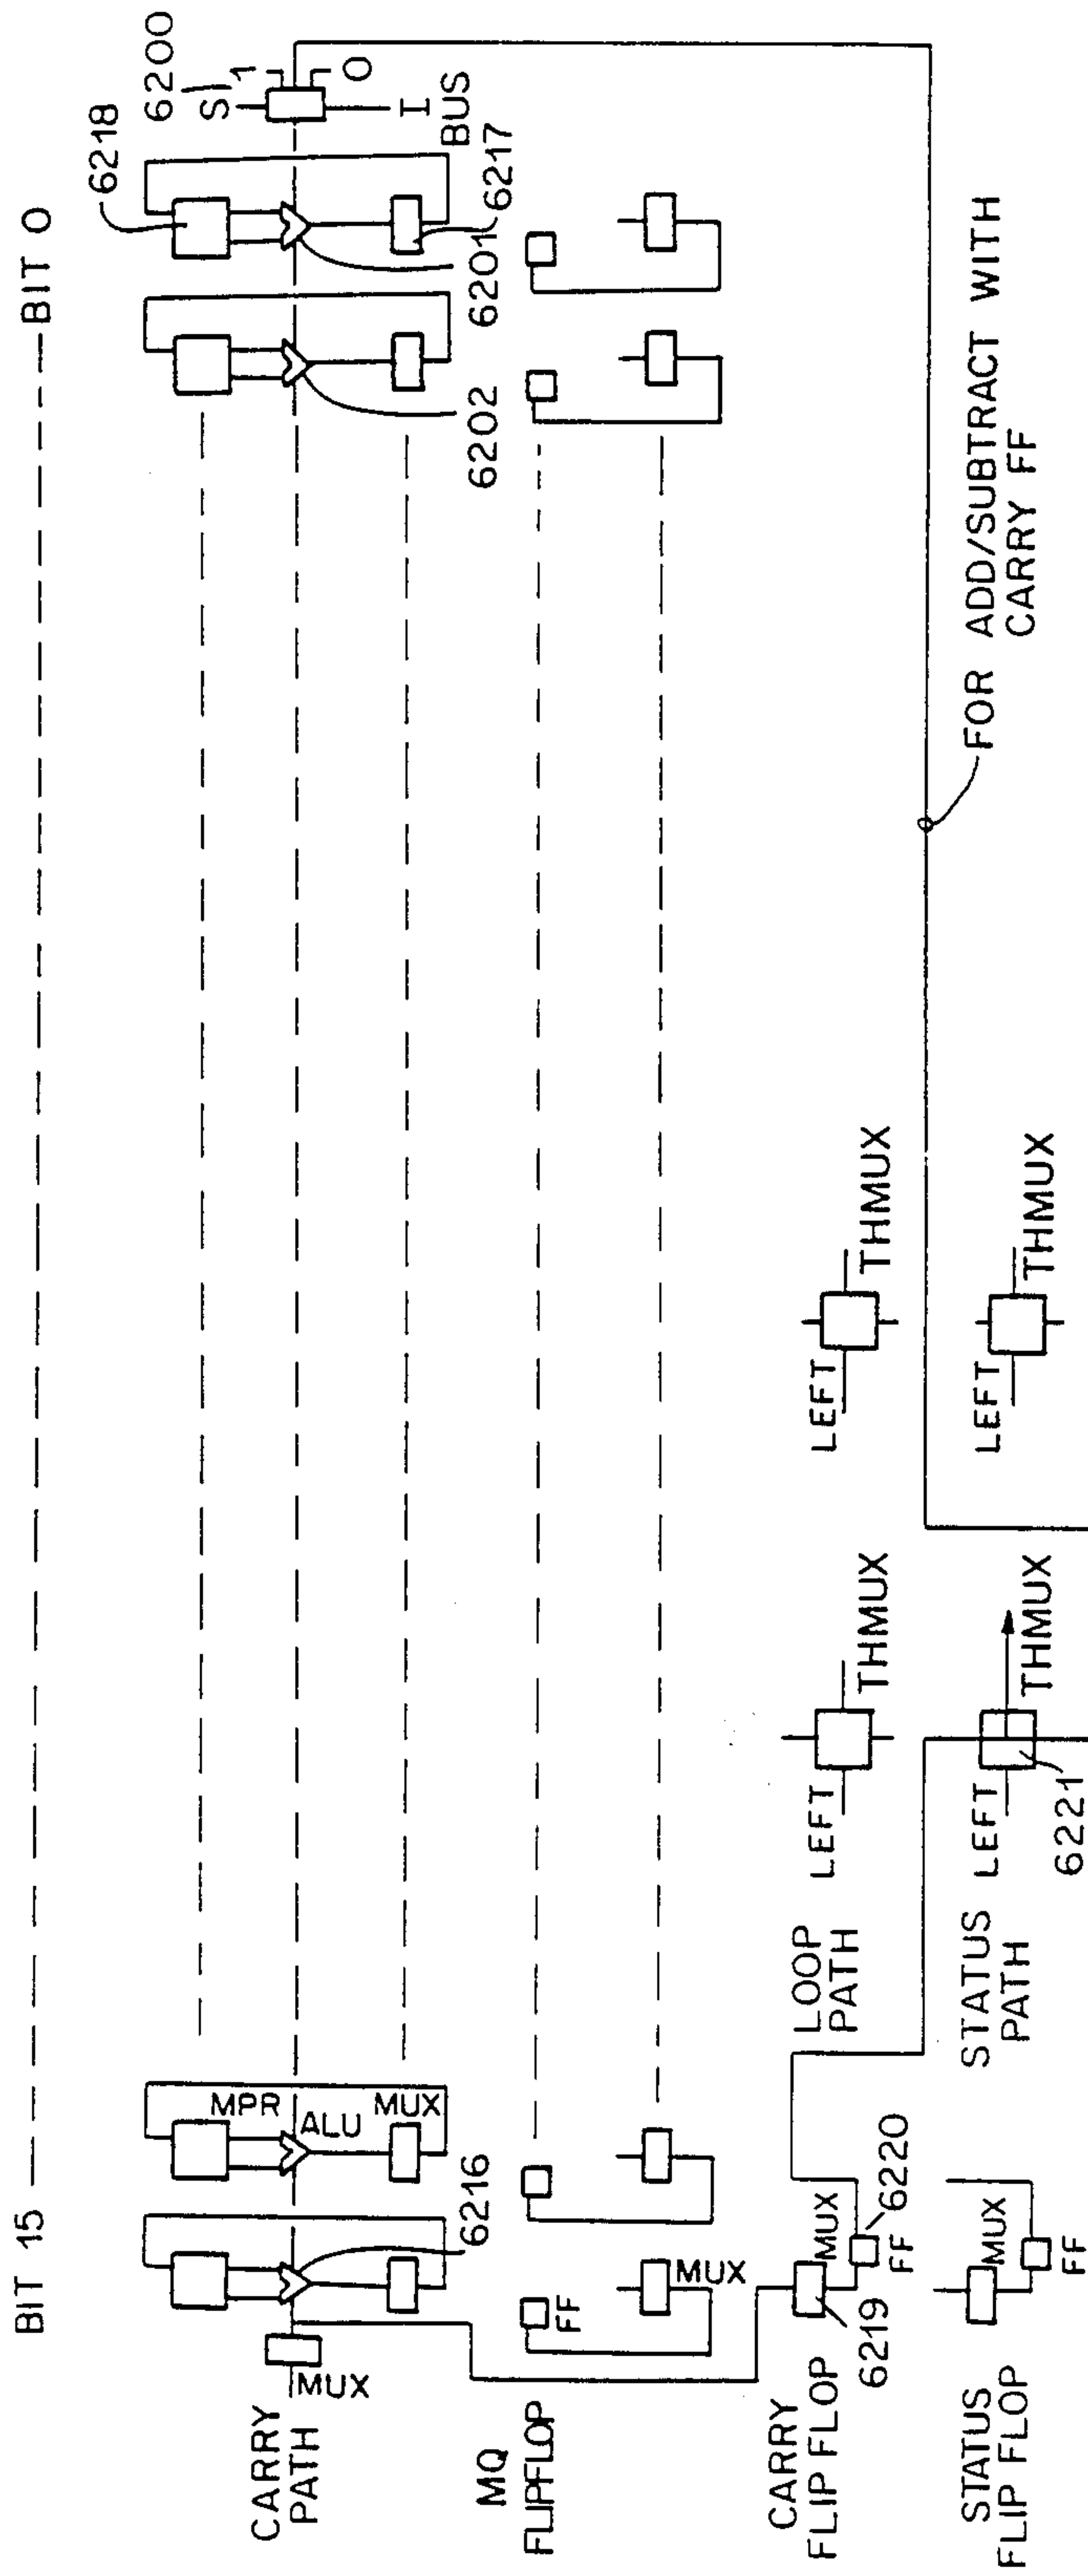 BIT 15 BIT 0
6218
6200
S 1
0
I
BUS
6217
6201
6202
MPR
ALU
MUX
6216
MUX
CARRY
PATH
MQ
FLIPFLOP
FF
MUX
CARRY
FLIP FLOP
6219
MUX
FF
6220
LOOP
PATH
LEFT
THMUX
LEFT
THMUX
STATUS
FLIP FLOP
MUX
FF
STATUS
PATH
LEFT
THMUX
6221
LEFT
THMUX
FOR ADD/SUBTRACT WITH
CARRY FF